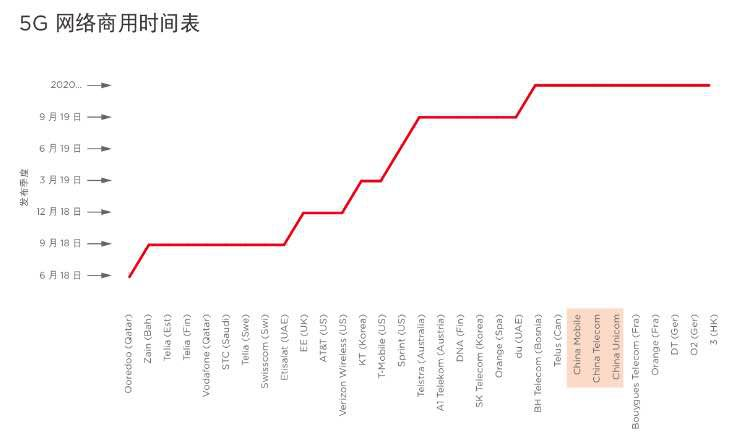 5G 网络商用时间表
发布季度
2020...
9 月 19 日
6 月 19 日
3 月 19 日
12 月 18 日
9 月 18 日
6 月 18 日
Ooredoo (Qatar)
Zain (Bah)
Telia (Est)
Telia (Fin)
Vodafone (Qatar)
STC (Saudi)
Telia (Swe)
Swisscom (Swi)
Etisalat (UAE)
EE (UK)
AT&T (US)
Verizon Wireless (US)
KT (Korea)
T-Mobile (US)
Sprint (US)
Telstra (Australia)
A1 Telekom (Austria)
DNA (Fin)
SK Telecom (Korea)
Orange (Spa)
du (UAE)
BH Telecom (Bosnia)
Telus (Can)
China Mobile
China Telecom
China Unicom
Bouygues Telecom (Fra)
Orange (Fra)
DT (Ger)
O2 (Ger)
3 (HK)